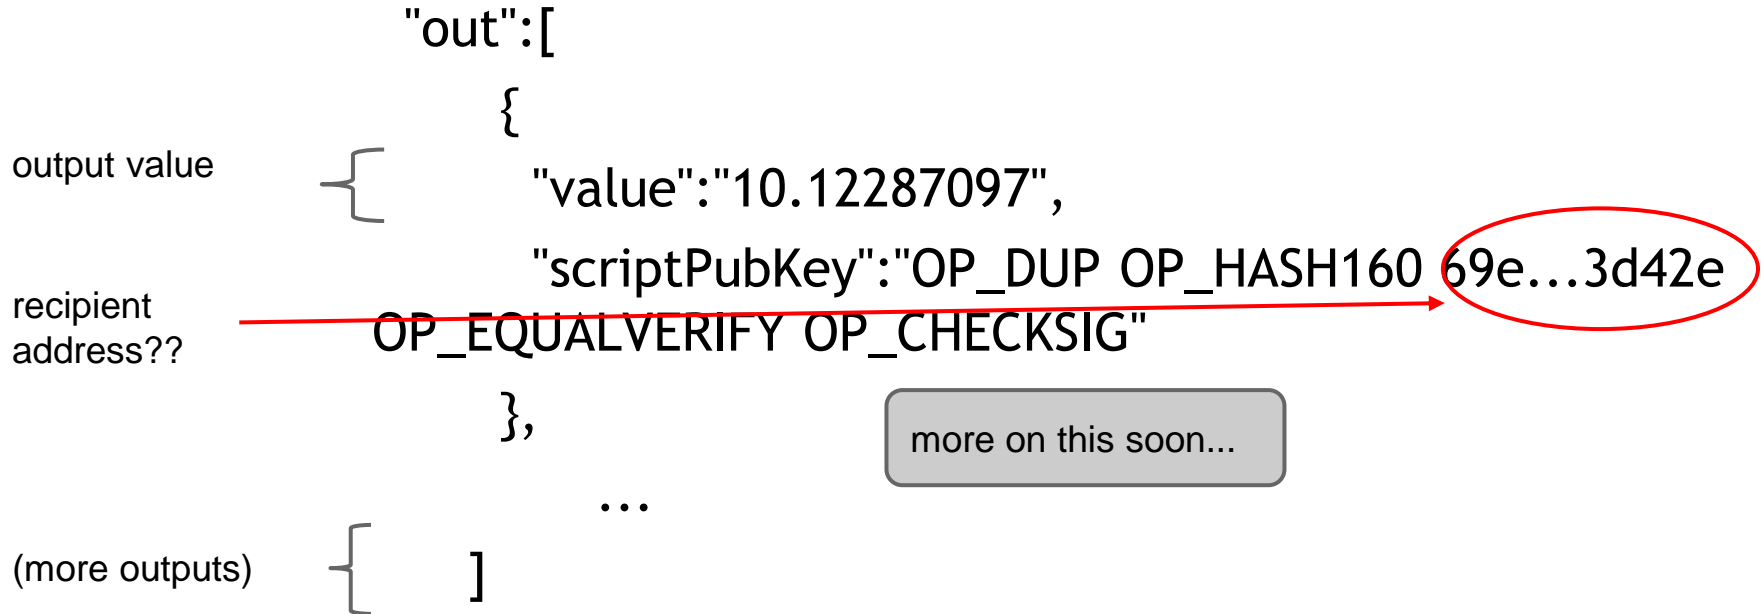 "out":[
{
output value
"value":"10.12287097",
"scriptPubKey":"OP_DUP OP_HASH160 69e...3d42e
recipient
address??
OP_EQUALVERIFY OP_CHECKSIG"
},
more on this soon...
...
(more outputs)
]